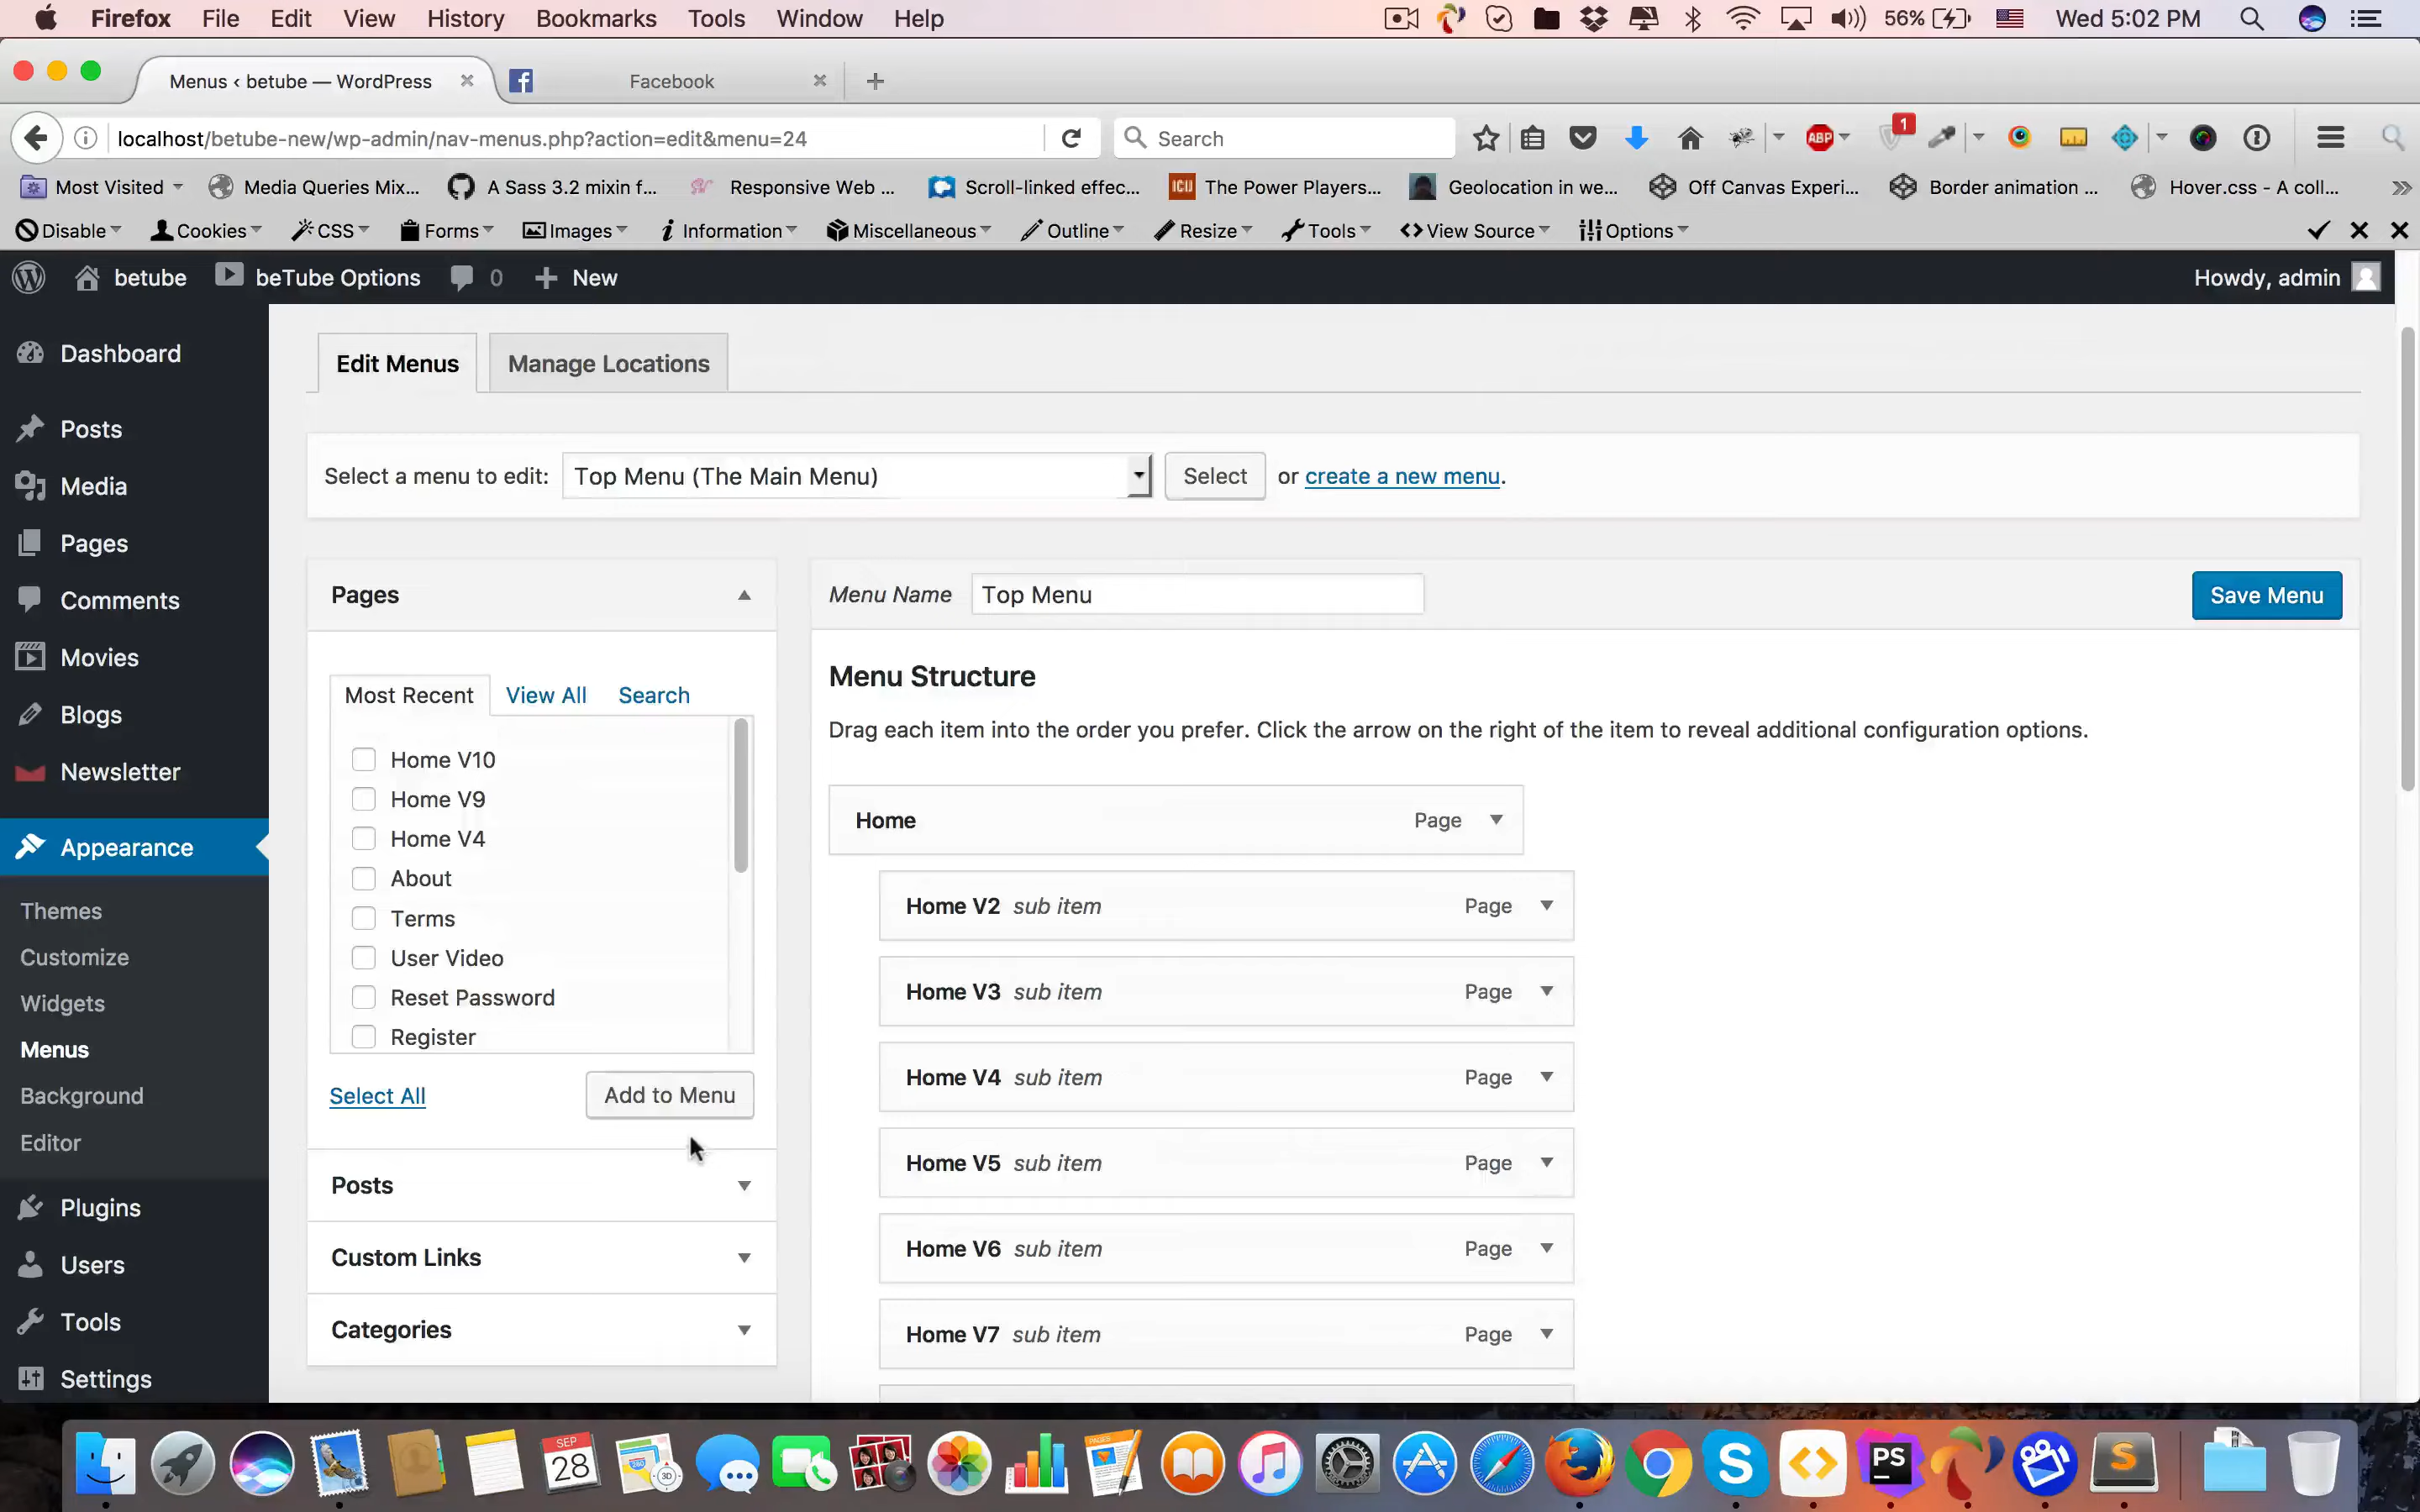 Firefox File Edit View History Bookmarks Tools Window Help 56% Wed 5:02 PM
Menus ‹ betube — WordPress Facebook
localhost/betube-new/wp-admin/nav-menus.php?action=edit&menu=24 Search ABP 1
Most Visited Media Queries Mix... A Sass 3.2 mixin f... Responsive Web ... Scroll-linked effec... The Power Players... Geolocation in we... Off Canvas Experi... Border animation ... Hover.css - A coll...
Disable Cookies CSS Forms Images Information Miscellaneous Outline Resize Tools View Source Options
betube beTube Options 0 New Howdy, admin
Dashboard
Posts
Media
Pages
Comments
Movies
Blogs
Newsletter
Appearance
Themes
Customize
Widgets
Menus
Background
Editor
Plugins
Users
Tools
Settings
Edit Menus Manage Locations
Select a menu to edit: Top Menu (The Main Menu) Select or create a new menu.
Pages
Most Recent View All Search
Home V10
Home V9
Home V4
About
Terms
User Video
Reset Password
Register
Select All Add to Menu
Posts
Custom Links
Categories
Menu Name Top Menu Save Menu
Menu Structure
Drag each item into the order you prefer. Click the arrow on the right of the item to reveal additional configuration options.
Home Page
Home V2 sub item Page
Home V3 sub item Page
Home V4 sub item Page
Home V5 sub item Page
Home V6 sub item Page
Home V7 sub item Page
SEP
28
3D
PAGES
PS
S